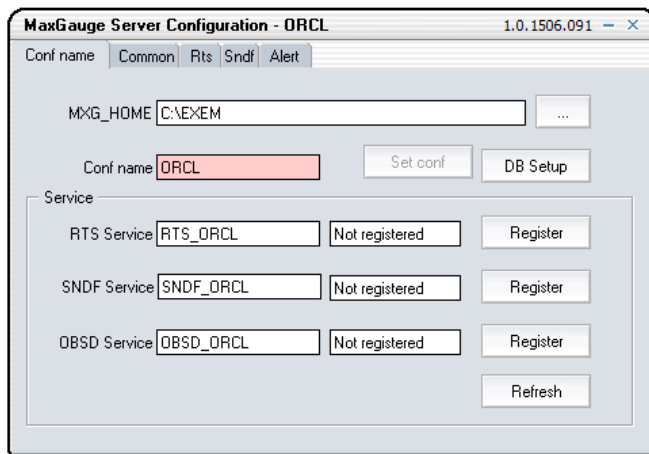 MaxGauge Server Configuration - ORCL 1.0.1506.091
Conf name Common Rts Sndf Alert
MXG_HOME C:\EXEM ...
Conf name ORCL Set conf DB Setup
Service
RTS Service RTS_ORCL Not registered Register
SNDF Service SNDF_ORCL Not registered Register
OBSD Service OBSD_ORCL Not registered Register
Refresh